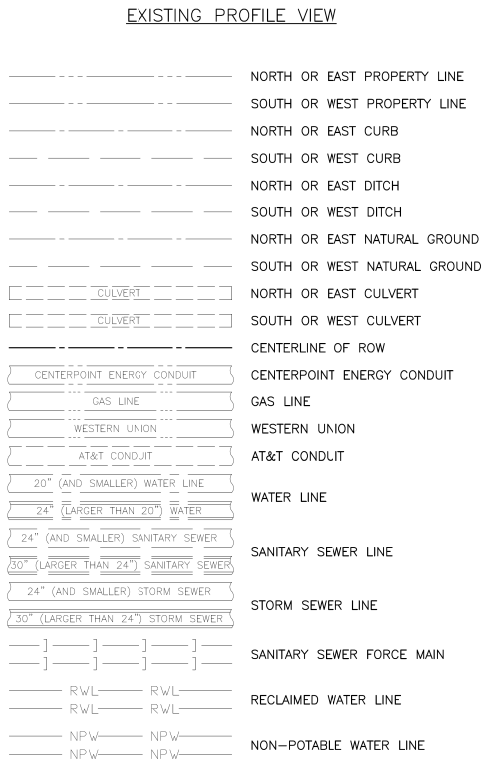 EXISTING PROFILE VIEW
NORTH OR EAST PROPERTY LINE
SOUTH OR WEST PROPERTY LINE
NORTH OR EAST CURB
SOUTH OR WEST CURB
NORTH OR EAST DITCH
SOUTH OR WEST DITCH
NORTH OR EAST NATURAL GROUND
SOUTH OR WEST NATURAL GROUND
CULVERT NORTH OR EAST CULVERT
CULVERT SOUTH OR WEST CULVERT
CENTERLINE OF ROW
CENTERPOINT ENERGY CONDUIT CENTERPOINT ENERGY CONDUIT
GAS LINE GAS LINE
WESTERN UNION WESTERN UNION
AT&T CONDUIT AT&T CONDUIT
20" (AND SMALLER) WATER LINE
WATER LINE
24" (LARGER THAN 20") WATER
24" (AND SMALLER) SANITARY SEWER
SANITARY SEWER LINE
30" (LARGER THAN 24") SANITARY SEWER
24" (AND SMALLER) STORM SEWER
STORM SEWER LINE
30" (LARGER THAN 24") STORM SEWER
] ] ] ]
SANITARY SEWER FORCE MAIN
] ] ] ]
RWL RWL
RECLAIMED WATER LINE
RWL RWL
NPW NPW
NON-POTABLE WATER LINE
NPW NPW